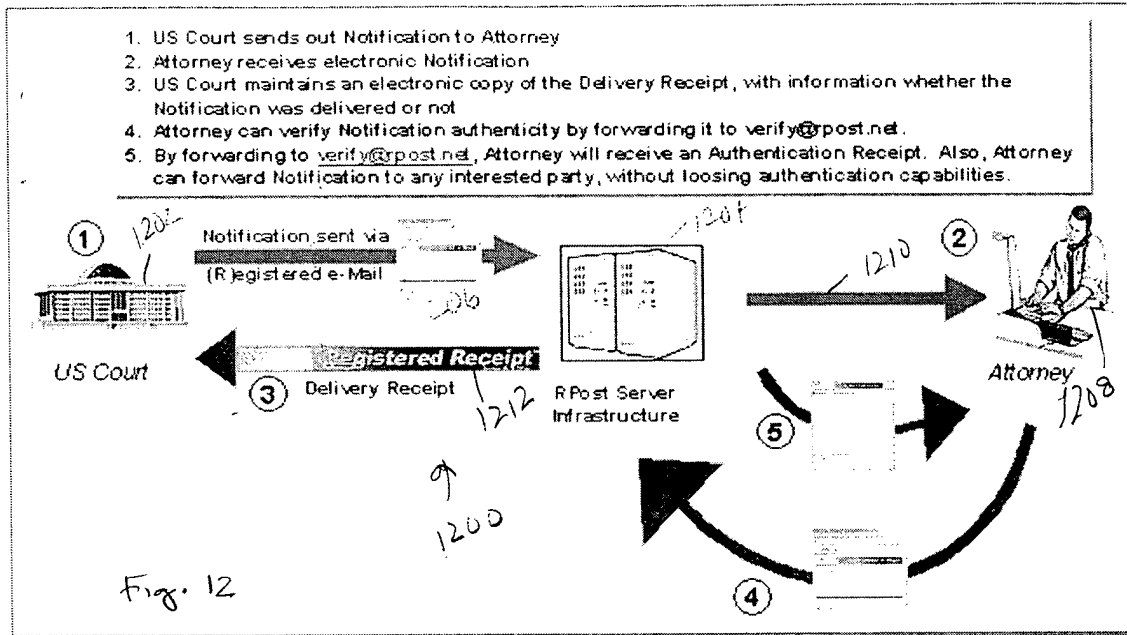 1. US Court sends out Notification to Attorney
2. Attorney receives electronic Notification
3. US Court maintains an electronic copy of the Delivery Receipt, with information whether the
Notification was delivered or not
4. Attorney can verify Notification authenticity by forwarding it to verify@rpost.net.
5. By forwarding to verify@rpost.net, Attorney will receive an Authentication Receipt. Also, Attorney
can forward Notification to any interested party, without loosing authentication capabilities.
1
1202
Notification sent via
(R)egistered e-Mail
1206
1204
2
1210
US Court
Registered Receipt
3
Delivery Receipt
1212
RPost Server
Infrastructure
Attorney
1208
5
1200
4
Fig. 12